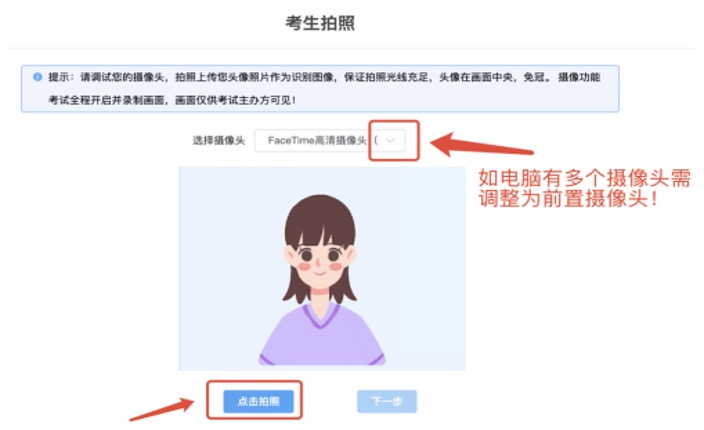 考生拍照
提示：请调试您的摄像头，拍照上传您头像照片作为识别图像，保证拍照光线充足，头像在画面中央，免冠。 摄像功能
考试全程开启并录制画面，画面仅供考试主办方可见！
选择摄像头 FaceTime高清摄像头（
如电脑有多个摄像头需
调整为前置摄像头！
点击拍照 下一步